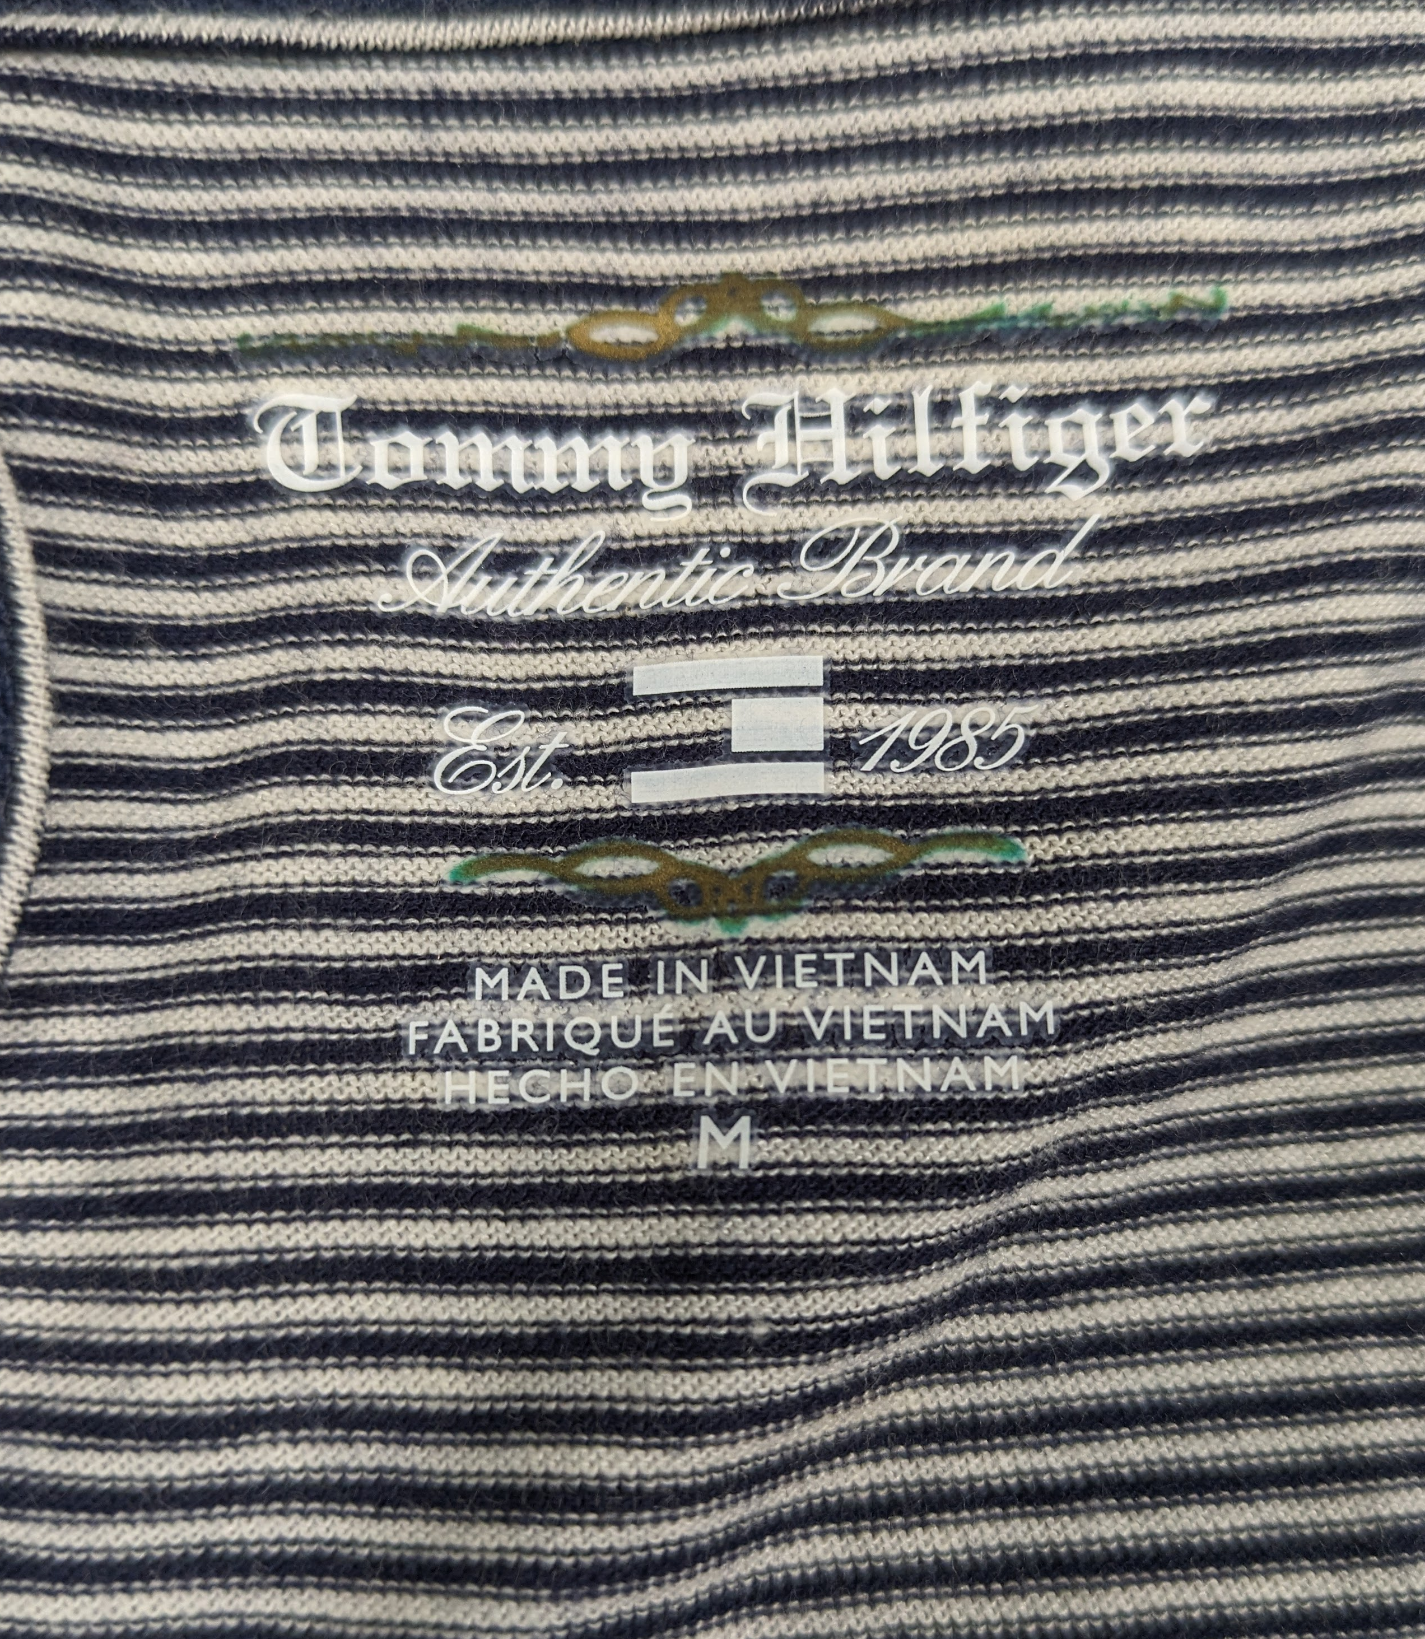 Tommy Hilfiger
Authentic Brand
Est. 1985
MADE IN VIETNAM
FABRIQUÉ AU VIETNAM
HECHO EN VIETNAM
M